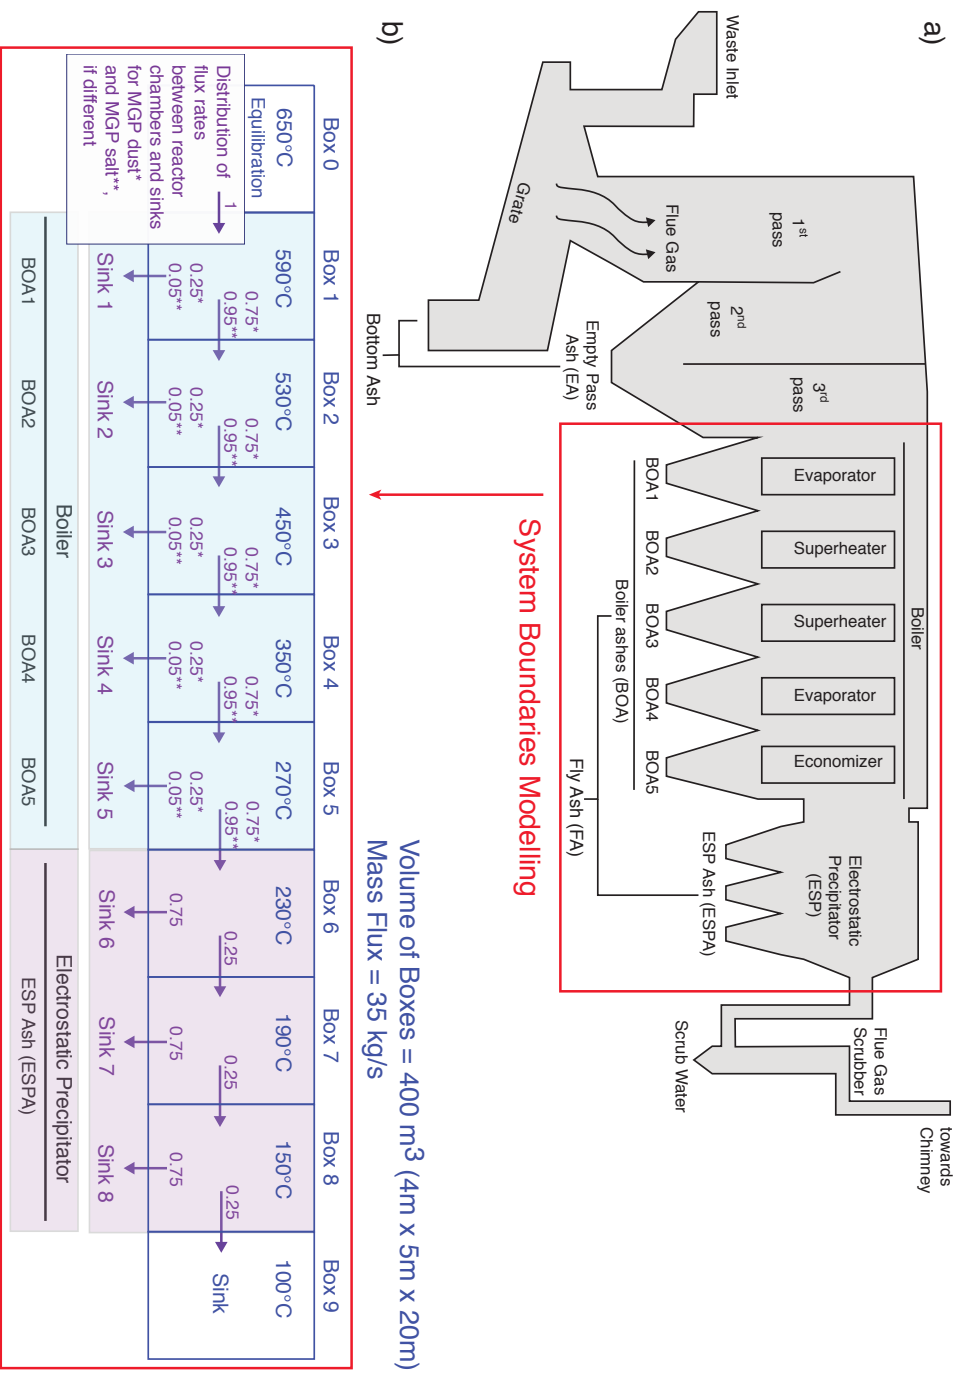 a)
Waste Inlet
Grate
Flue Gas
1st
pass
2nd
pass
3rd
pass
Empty Pass
Ash (EA)
Bottom Ash
Boiler
Evaporator
Superheater
Superheater
Evaporator
Economizer
BOA1
BOA2
BOA3
BOA4
BOA5
Boiler ashes (BOA)
Electrostatic
Precipitator
(ESP)
ESP Ash (ESPA)
Fly Ash (FA)
Flue Gas
Scrubber
Scrub Water
towards
Chimney
System Boundaries Modelling
b)
Volume of Boxes = 400 m3 (4m x 5m x 20m)
Mass Flux = 35 kg/s
Box 0
Box 1
Box 2
Box 3
Box 4
Box 5
Box 6
Box 7
Box 8
Box 9
650°C
Equilibration
590°C
530°C
450°C
350°C
270°C
230°C
190°C
150°C
100°C
Distribution of
flux rates
between reactor
chambers and sinks
for MGP dust*
and MGP salt**,
if different
1
0.75*
0.95**
0.75*
0.95**
0.75*
0.95**
0.75*
0.95**
0.75*
0.95**
0.25
0.25
0.25
Sink
0.25*
0.05**
0.25*
0.05**
0.25*
0.05**
0.25*
0.05**
0.25*
0.05**
0.75
0.75
0.75
Sink 1
Sink 2
Sink 3
Sink 4
Sink 5
Sink 6
Sink 7
Sink 8
Boiler
Electrostatic Precipitator
BOA1
BOA2
BOA3
BOA4
BOA5
ESP Ash (ESPA)